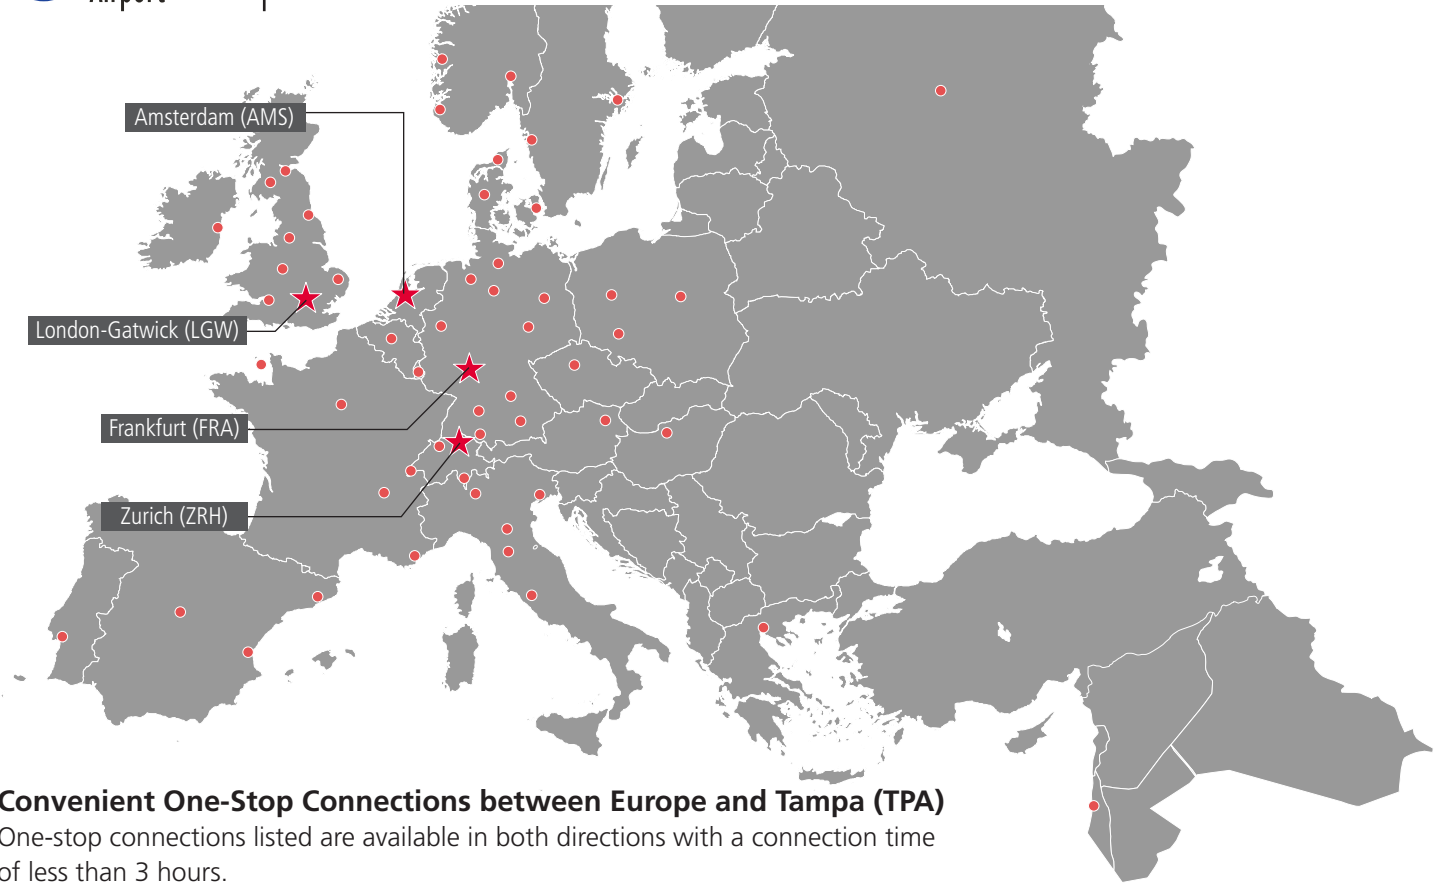 Airport
Amsterdam (AMS)
London-Gatwick (LGW)
Frankfurt (FRA)
Zurich (ZRH)
Convenient One-Stop Connections between Europe and Tampa (TPA)
One-stop connections listed are available in both directions with a connection time
of less than 3 hours.